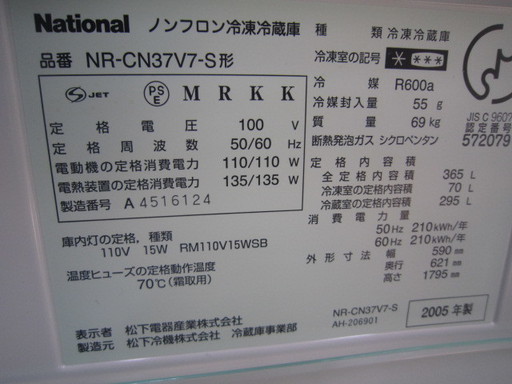 National ノンフロン冷凍冷蔵庫
品番 NR-CN37V7-S形
S JET PSE MRKK
定格電圧 100 V
定格周波数 50/60 Hz
電動機の定格消費電力 110/110 W
電熱装置の定格消費電力 135/135 W
製造番号 A 4516124
庫内灯の定格，種類
110V 15W RM110V15WSB
温度ヒューズの定格動作温度
70℃(霜取用)
表示者 松下電器産業株式会社
製造元 松下冷機株式会社 冷蔵庫事業部
種類 冷凍冷蔵庫
冷凍室の記号 * ***
冷媒 R600a
冷媒封入量 55 g
質量 69 kg
断熱発泡ガス シクロペンタン
定格内容積
全定格内容積 365 L
冷凍室の定格内容積 70 L
冷蔵室の定格内容積 295 L
消費電力量
50Hz 210kWh/年
60Hz 210kWh/年
外形寸法 幅 590 mm
奥行 621 mm
高さ 1795 mm
NR-CN37V7-S
AH-206901
2005年製
JIS C 9607
認定番号
572079